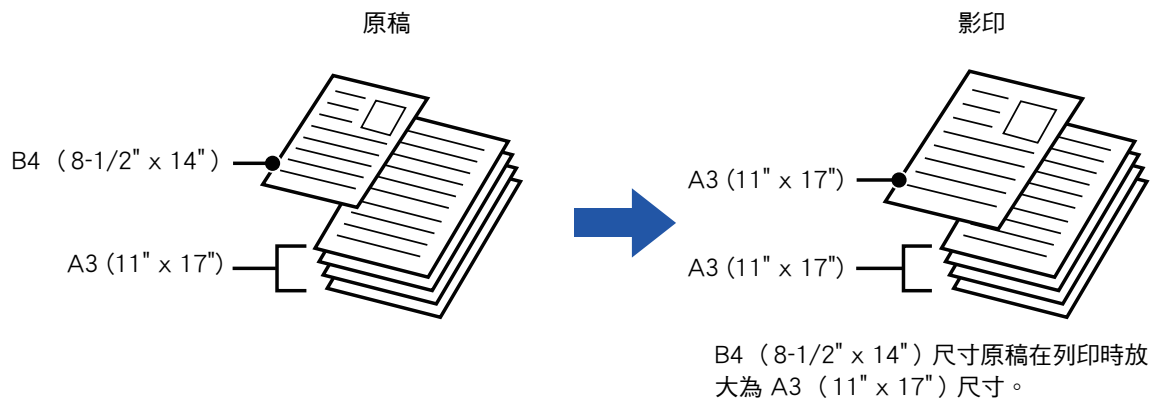 原稿
影印
B4 （8-1/2" x 14"）
A3 (11" x 17")
A3 (11" x 17")
A3 (11" x 17")
B4 （8-1/2" x 14"）尺寸原稿在列印時放
大為 A3 （11" x 17"）尺寸。